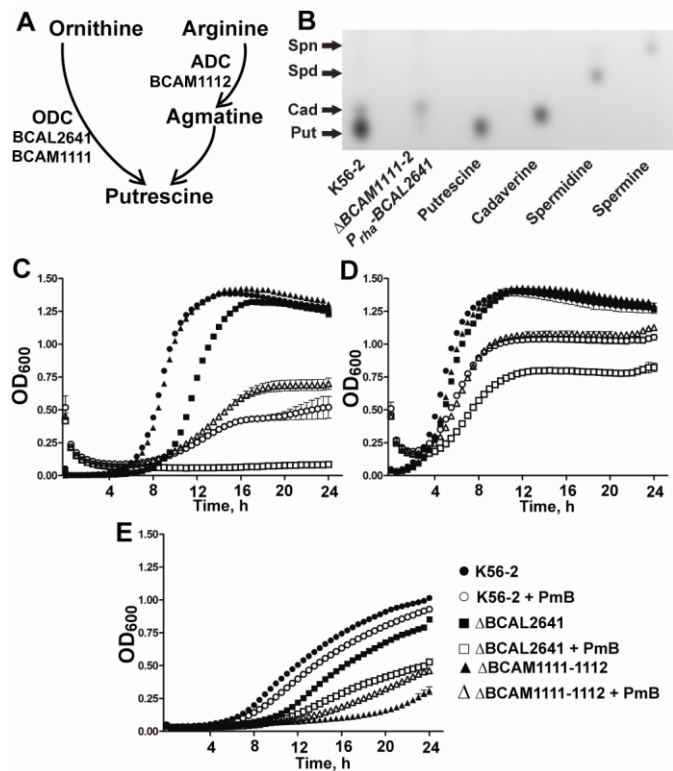 A
Ornithine
Arginine
ADC
BCAM1112
Agmatine
ODC
BCAL2641
BCAM1111
Putrescine
B
Spn
Spd
Cad
Put
K56-2
ΔBCAM1111-2
Prha-BCAL2641
Putrescine
Cadaverine
Spermidine
Spermine
C
OD600
1.50
1.25
1.00
0.75
0.50
0.25
0.00
4 8 12 16 20 24
Time, h
D
OD600
1.50
1.25
1.00
0.75
0.50
0.25
0.00
4 8 12 16 20 24
Time, h
E
OD600
1.50
1.25
1.00
0.75
0.50
0.25
0.00
4 8 12 16 20 24
Time, h
K56-2
K56-2 + PmB
ΔBCAL2641
ΔBCAL2641 + PmB
ΔBCAM1111-1112
ΔBCAM1111-1112 + PmB